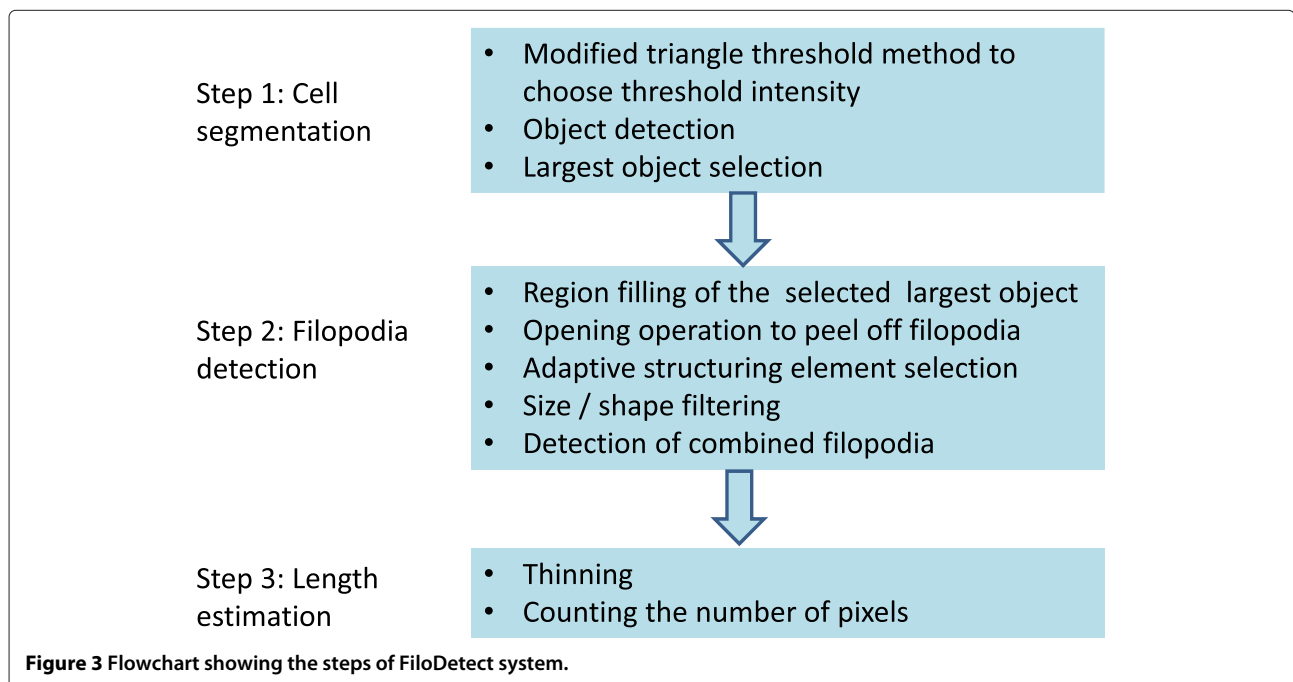 Step 1: Cell
segmentation
• Modified triangle threshold method to
choose threshold intensity
• Object detection
• Largest object selection
Step 2: Filopodia
detection
• Region filling of the selected largest object
• Opening operation to peel off filopodia
• Adaptive structuring element selection
• Size / shape filtering
• Detection of combined filopodia
Step 3: Length
estimation
• Thinning
• Counting the number of pixels
Figure 3 Flowchart showing the steps of FiloDetect system.